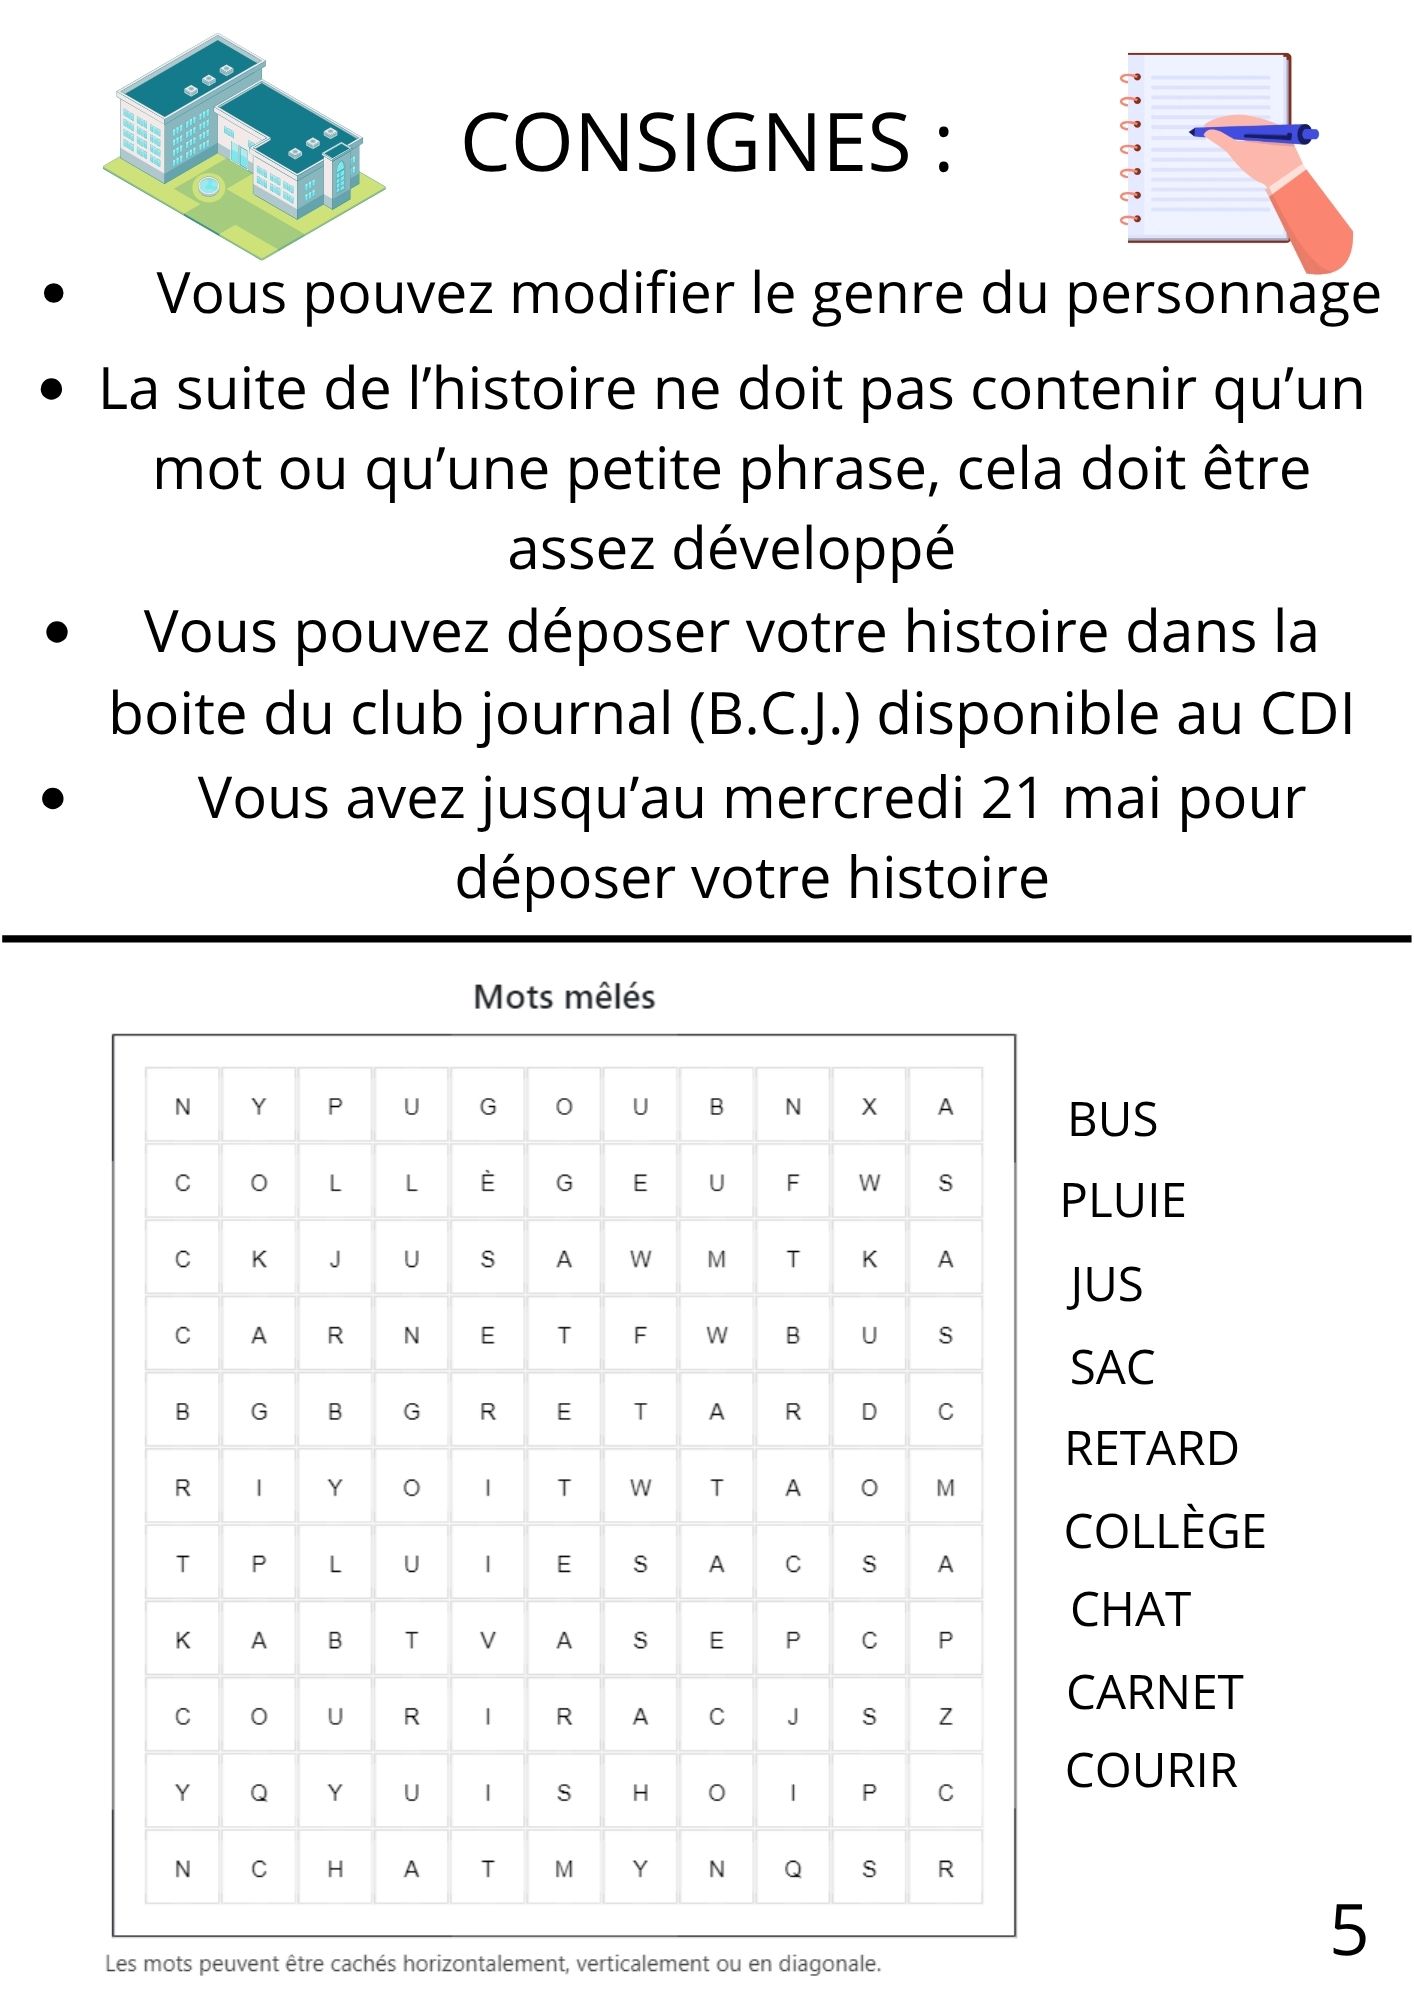 CONSIGNES :
• Vous pouvez modifier le genre du personnage
• La suite de l’histoire ne doit pas contenir qu’un
mot ou qu’une petite phrase, cela doit être
assez développé
• Vous pouvez déposer votre histoire dans la
boite du club journal (B.C.J.) disponible au CDI
• Vous avez jusqu’au mercredi 21 mai pour
déposer votre histoire
Mots mêlés
N Y P U G O U B N X A
C O L L È G E U F W S
C K J U S A W M T K A
C A R N E T F W B U S
B G B G R E T A R D C
R I Y O I T W T A O M
T P L U I E S A C S A
K A B T V A S E P C P
C O U R I R A C J S Z
Y Q Y U I S H O I P C
N C H A T M Y N Q S R
BUS
PLUIE
JUS
SAC
RETARD
COLLÈGE
CHAT
CARNET
COURIR
Les mots peuvent être cachés horizontalement, verticalement ou en diagonale.
5